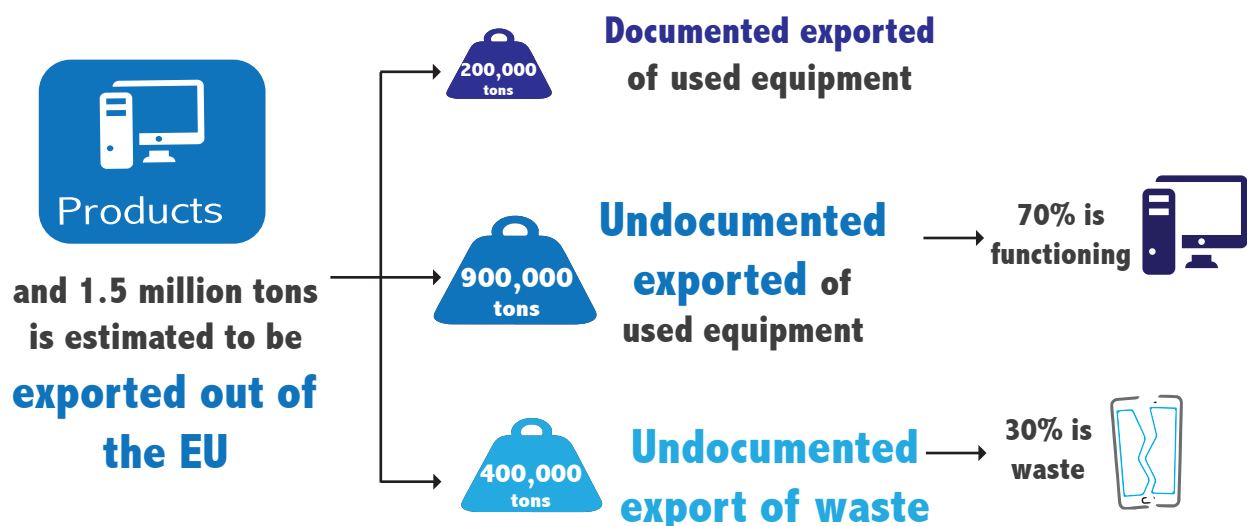 Products
and 1.5 million tons
is estimated to be
exported out of
the EU
200,000
tons
Documented exported
of used equipment
900,000
tons
Undocumented
exported of
used equipment
70% is
functioning
400,000
tons
Undocumented
export of waste
30% is
waste